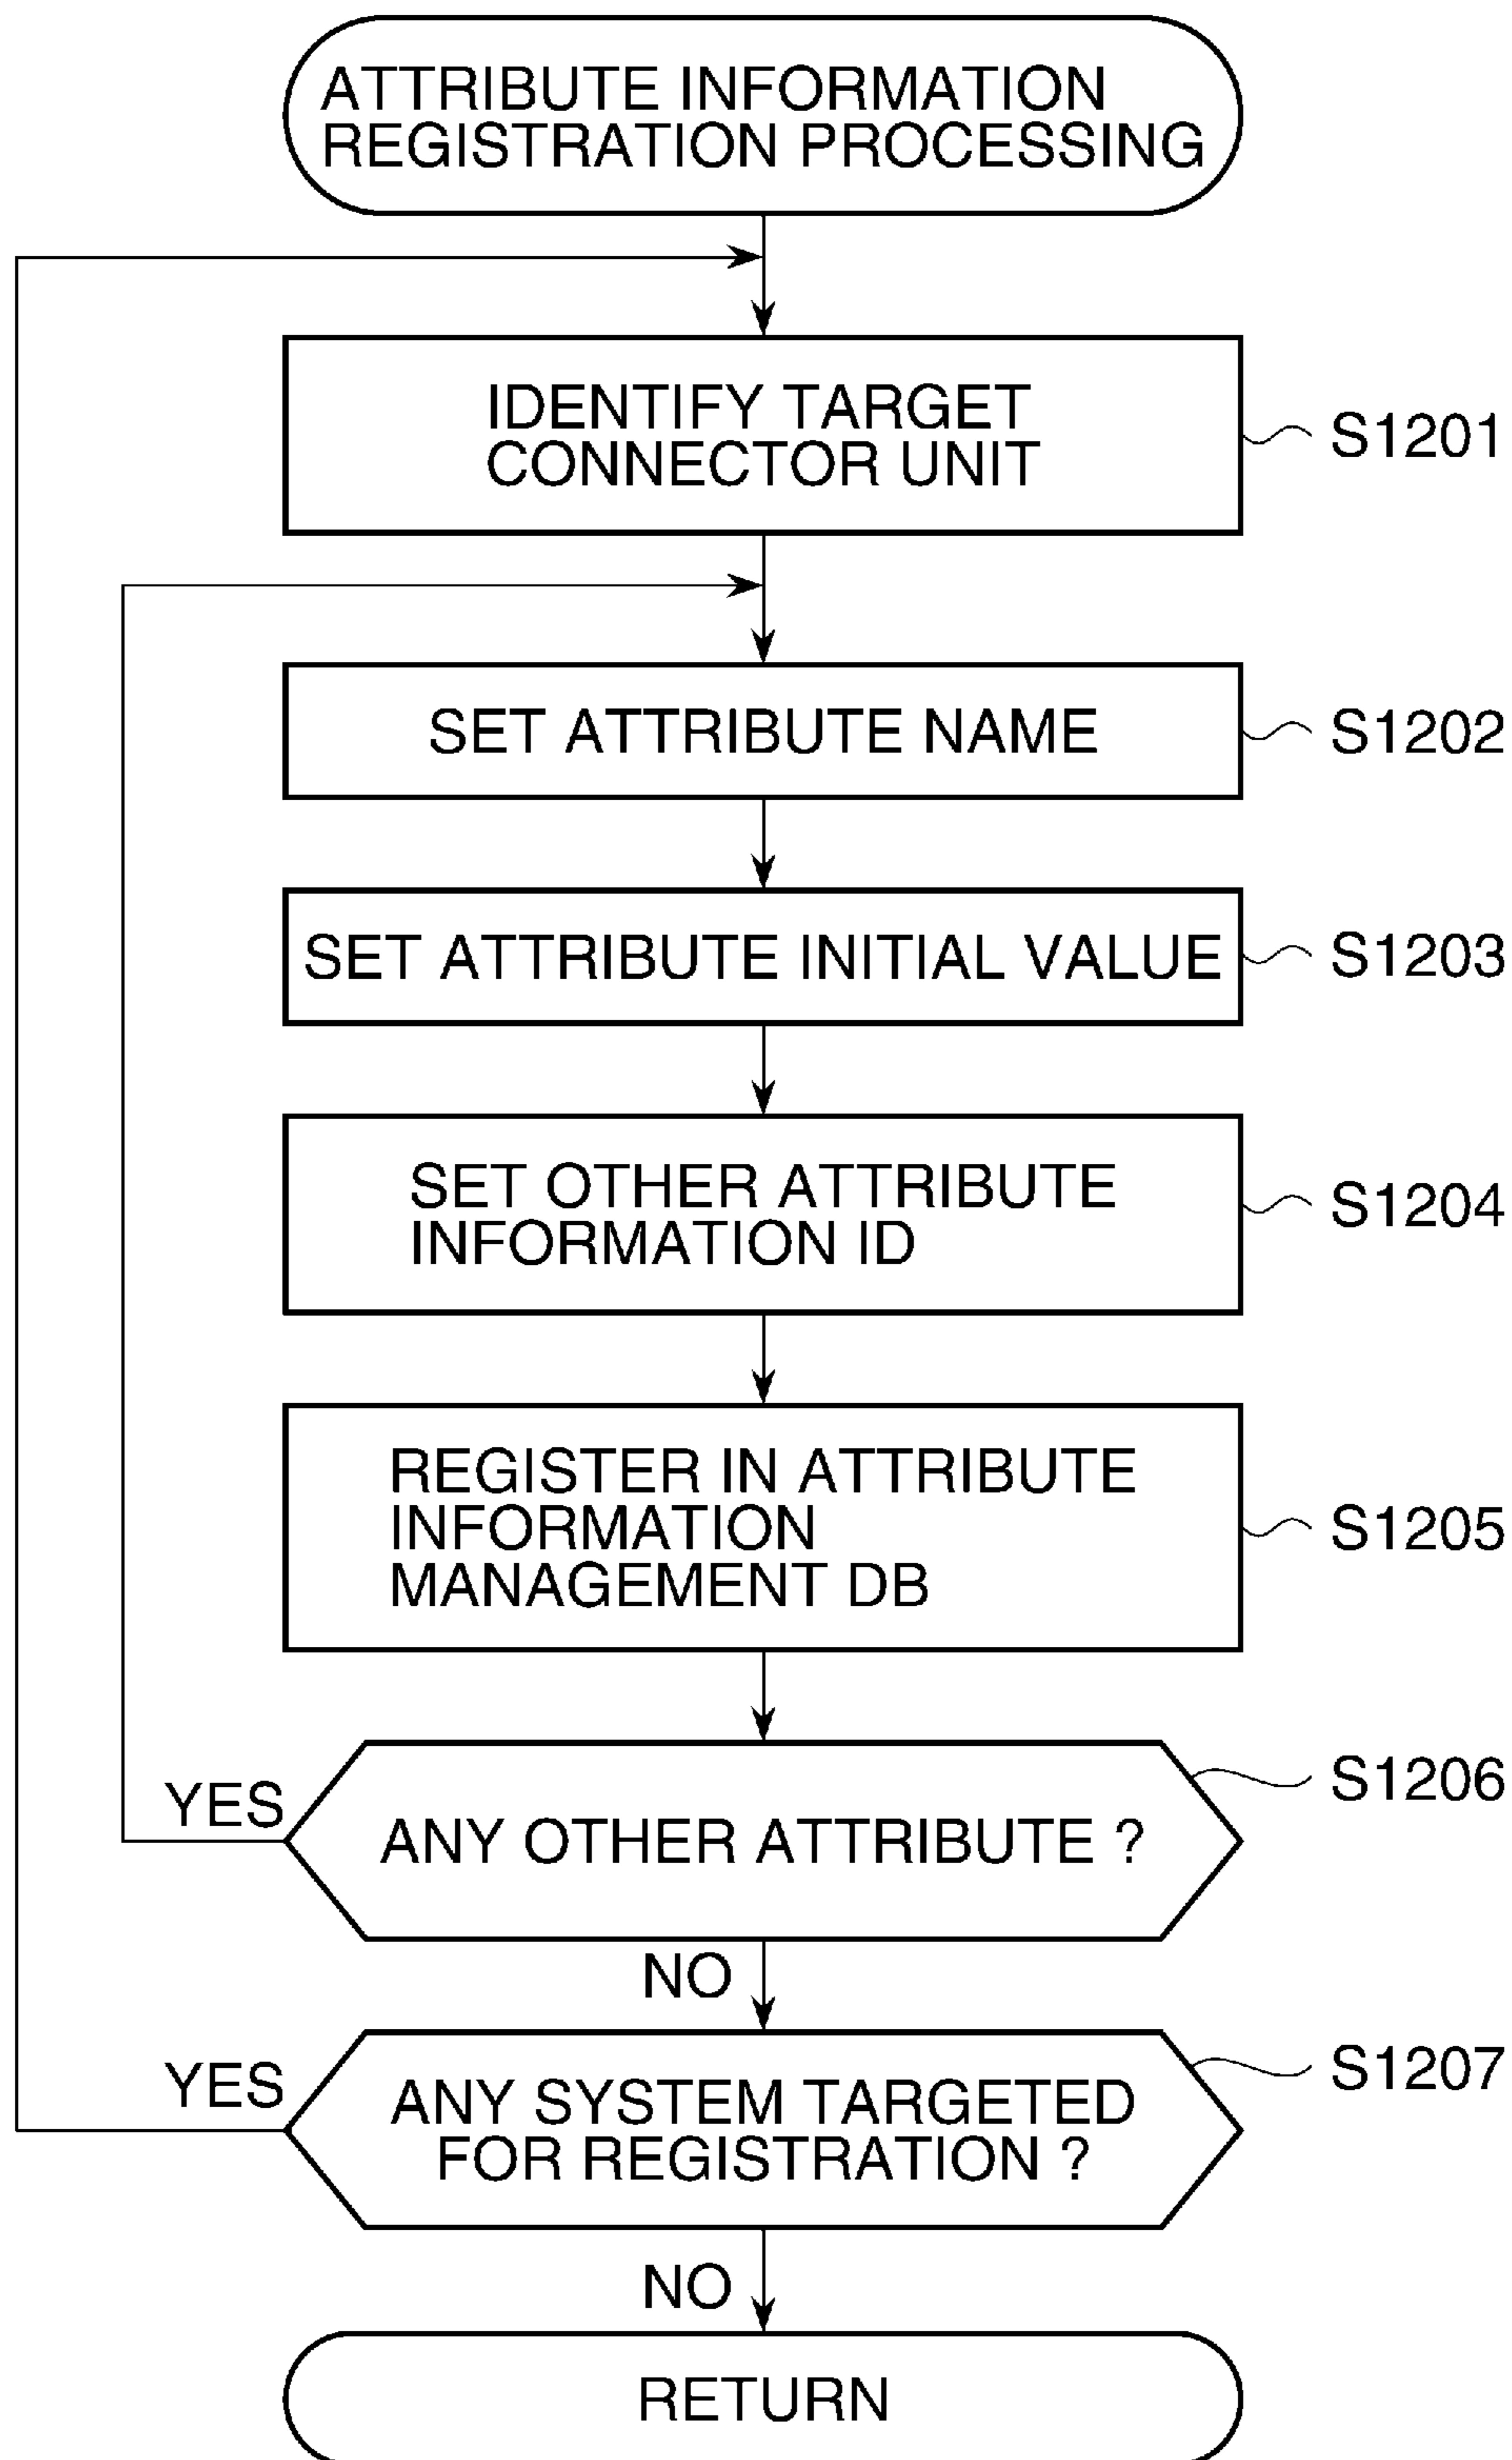 ATTRIBUTE INFORMATION
REGISTRATION PROCESSING
IDENTIFY TARGET
CONNECTOR UNIT
S1201
SET ATTRIBUTE NAME
S1202
SET ATTRIBUTE INITIAL VALUE
S1203
SET OTHER ATTRIBUTE
INFORMATION ID
S1204
REGISTER IN ATTRIBUTE
INFORMATION
MANAGEMENT DB
S1205
YES
ANY OTHER ATTRIBUTE ?
S1206
NO
YES
ANY SYSTEM TARGETED
FOR REGISTRATION ?
S1207
NO
RETURN